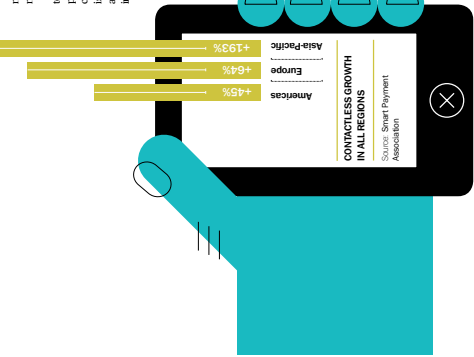 CONTACTLESS GROWTH
IN ALL REGIONS
Source: Smart Payment
Association
Asia-Pacific
+193%
Europe
+64%
Americas
+45%